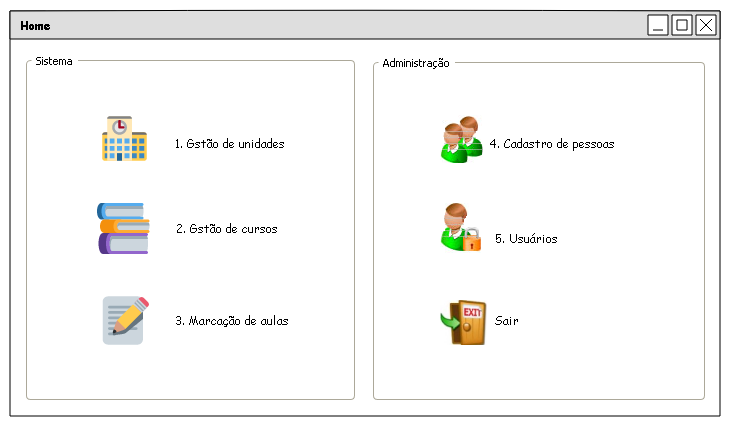 Home
Sistema
1. Gstão de unidades
2. Gstão de cursos
3. Marcação de aulas
Administração
4. Cadastro de pessoas
5. Usuários
EXIT
Sair